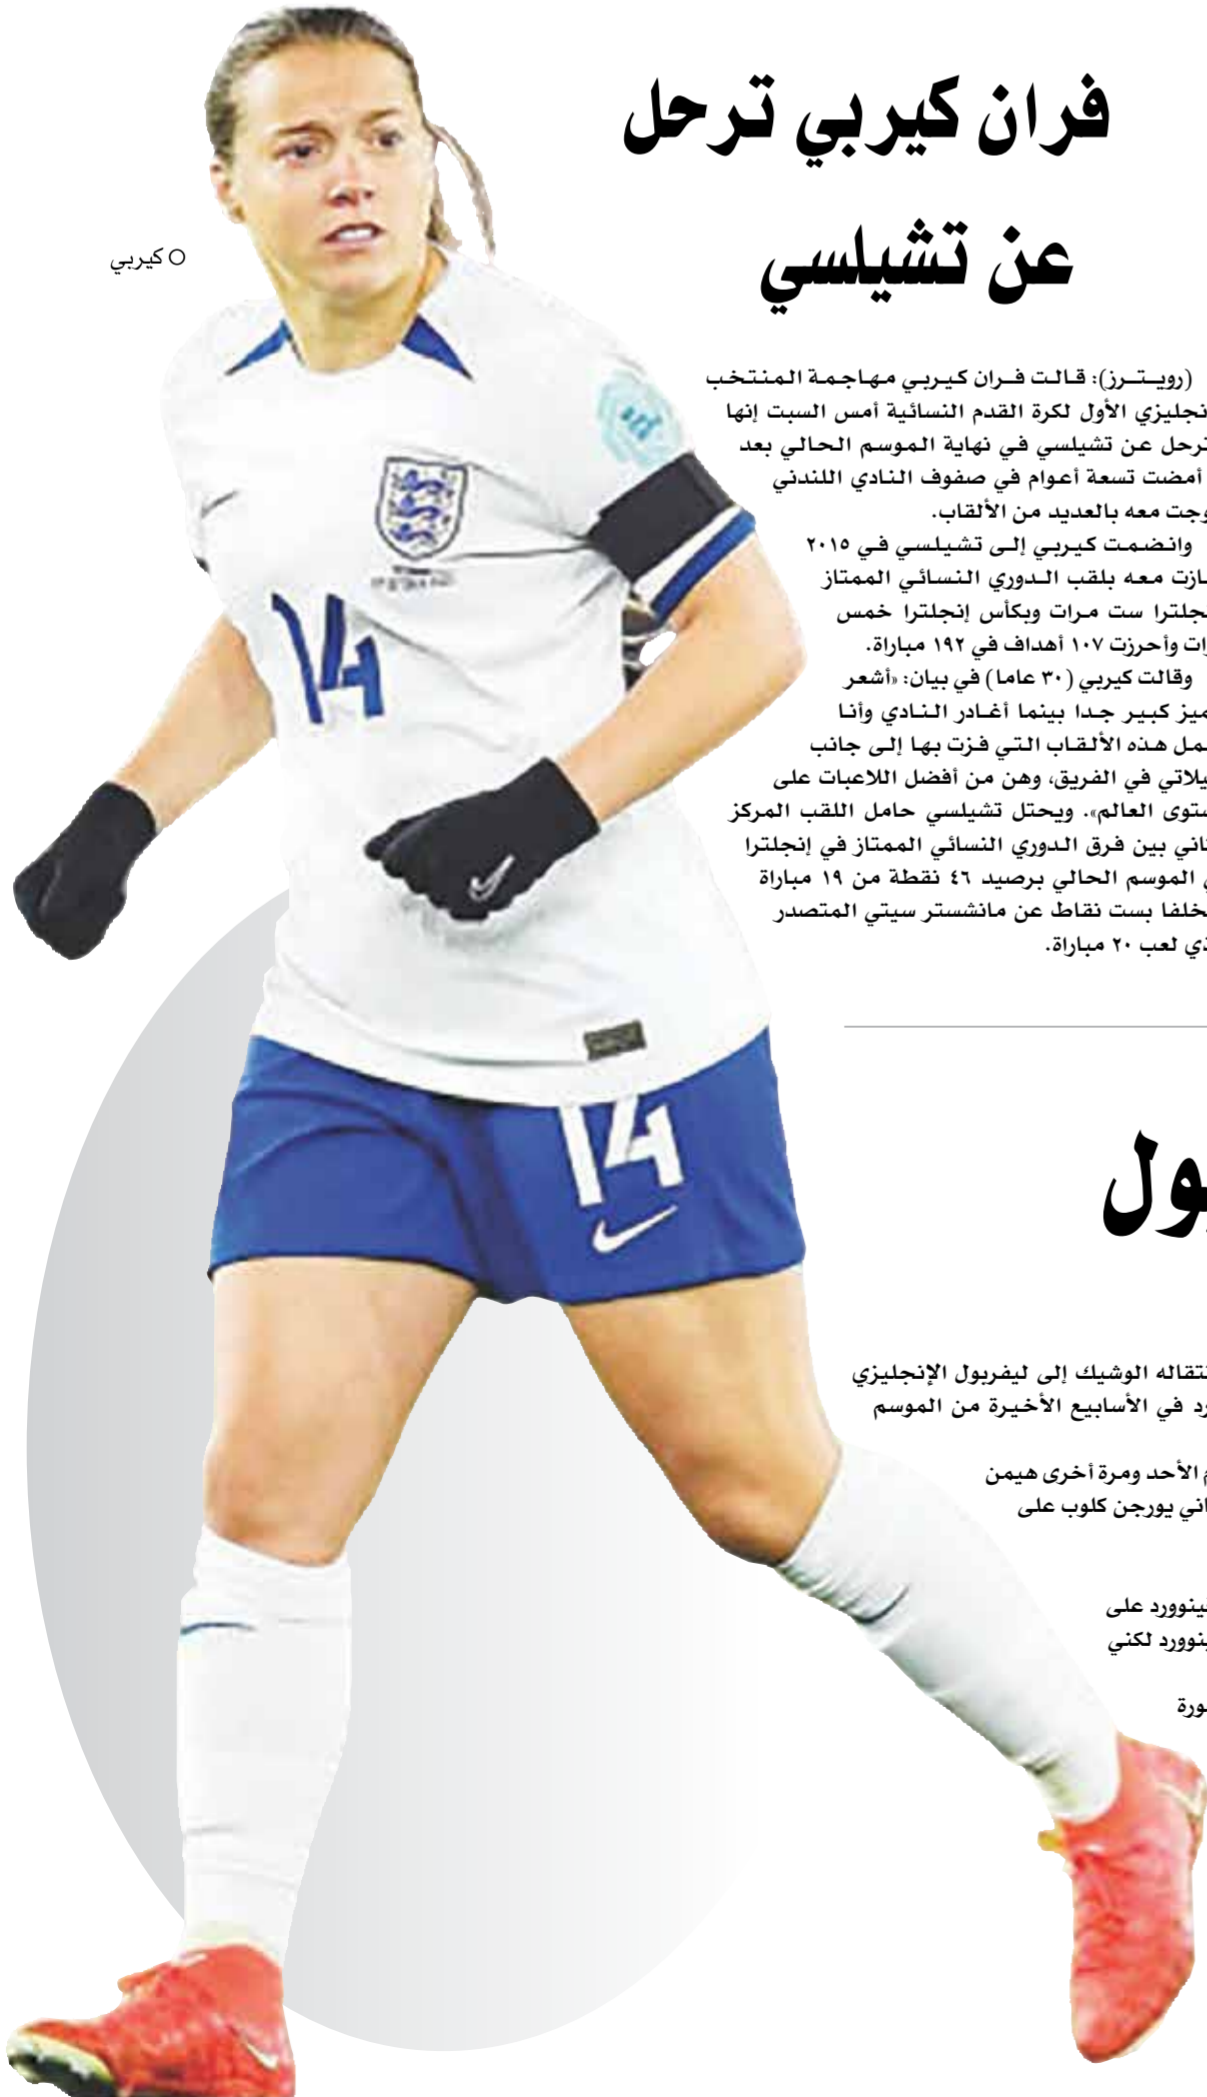 فران كيربي ترحل
عن تشيلسي
○ كيربي
(رويترز): قالت فران كيربي مهاجمة المنتخب
نجليزي الأول لكرة القدم النسائية أمس السبت إنها
ترحل عن تشيلسي في نهاية الموسم الحالي بعد
أمضت تسعة أعوام في صفوف النادي اللندني
وجت معه بالعديد من الألقاب.
وانضمت كيربي إلى تشيلسي في ٢٠١٥
ازت معه بلقب الدوري النسائي الممتاز
نجلترا ست مرات وبكأس إنجلترا خمس
رات وأحرزت ١٠٧ أهداف في ١٩٢ مباراة.
وقالت كيربي (٣٠ عاما) في بيان: «أشعر
ميز كبير جدا بينما أغادر النادي وأنا
مل هذه الألقاب التي فزت بها إلى جانب
يلاتي في الفريق، وهن من أفضل اللاعبات على
ستوى العالم». ويحتل تشيلسي حامل اللقب المركز
اني بين فرق الدوري النسائي الممتاز في إنجلترا
ي الموسم الحالي برصيد ٤٦ نقطة من ١٩ مباراة
خلفا بست نقاط عن مانشستر سيتي المتصدر
ذي لعب ٢٠ مباراة.
14
14
بول
نتقاله الوشيك إلى ليفربول الإنجليزي
رد في الأسابيع الأخيرة من الموسم
م الأحد ومرة أخرى هيمن
اني يورجن كلوب على
فينوورد على
ينوورد لكني
ورة